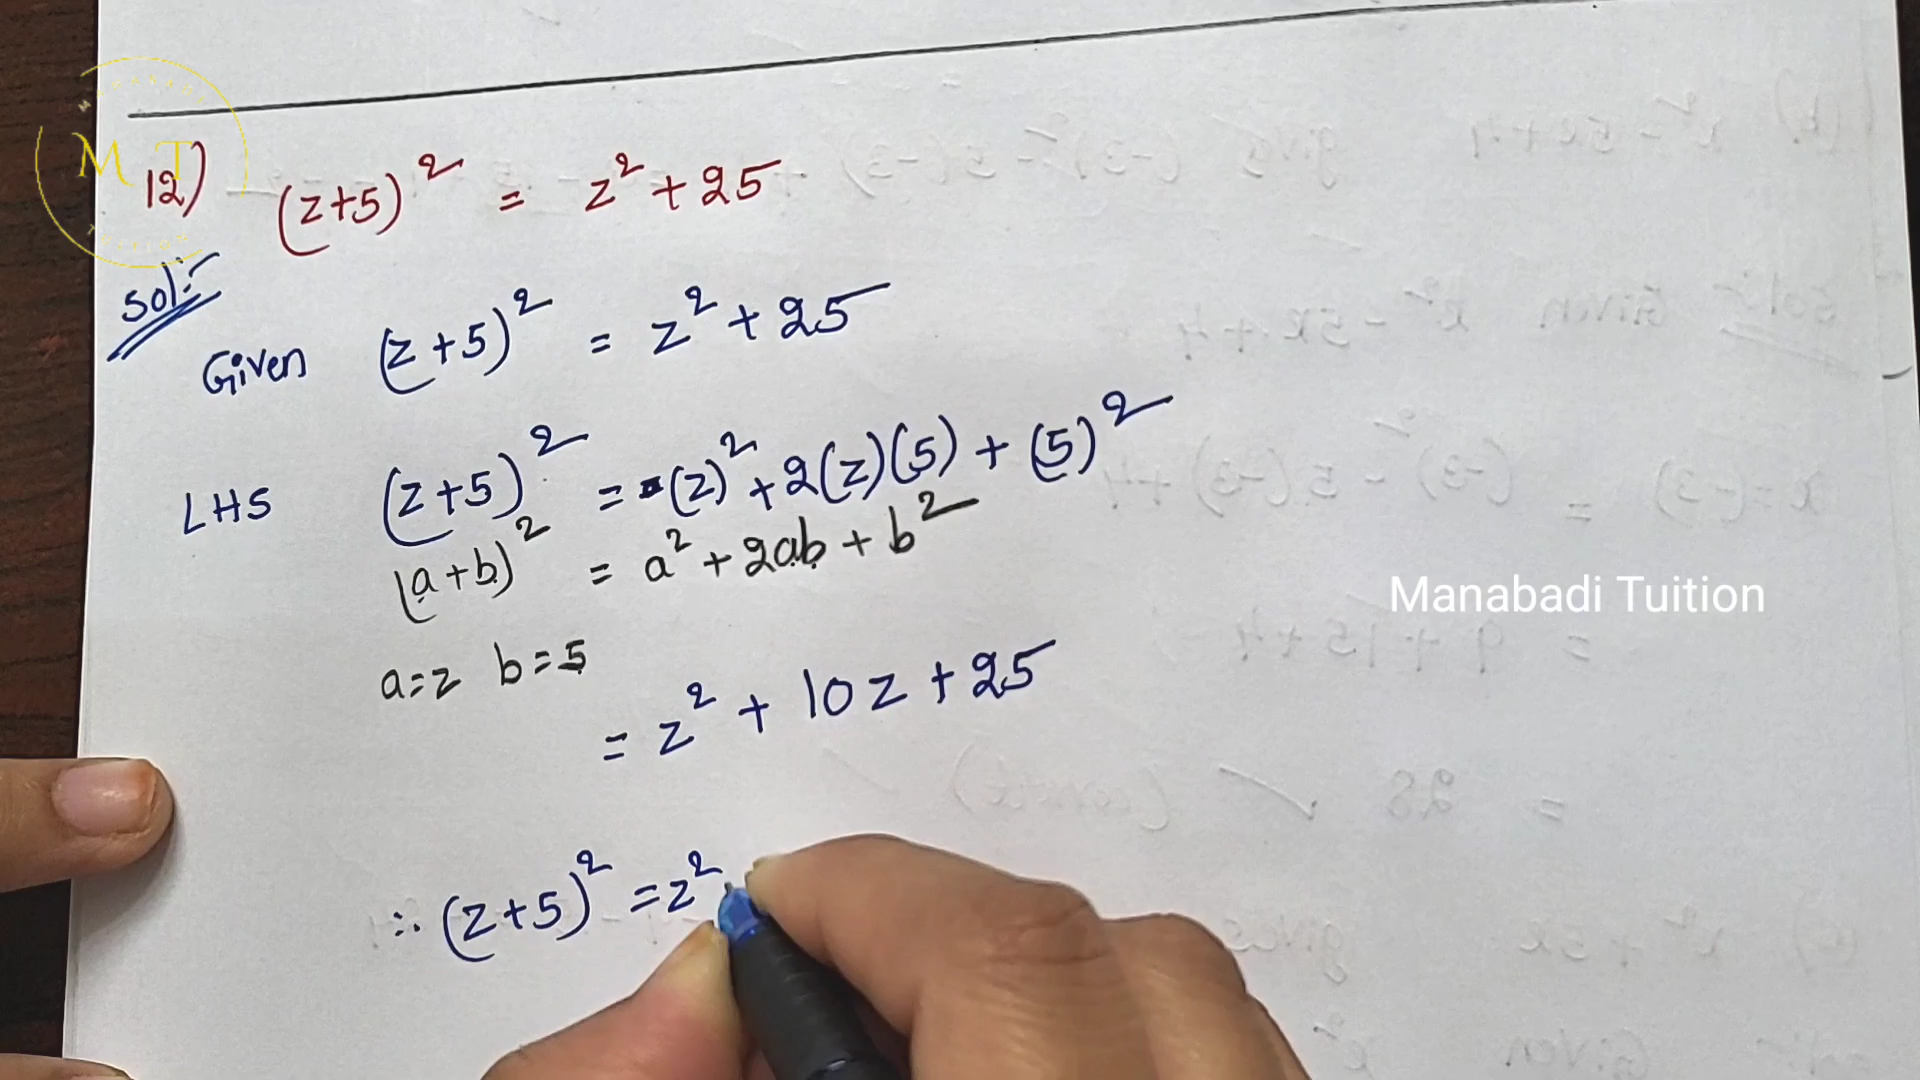 12) (z+5)² = z² + 25
Sol:-
Given (z+5)² = z² + 25
LHS (z+5)² = (z)² + 2(z)(5) + (5)²
(a+b)² = a² + 2ab + b²
a=z b=5
= z² + 10z + 25
∴ (z+5)² = z²
Manabadi Tuition
M T